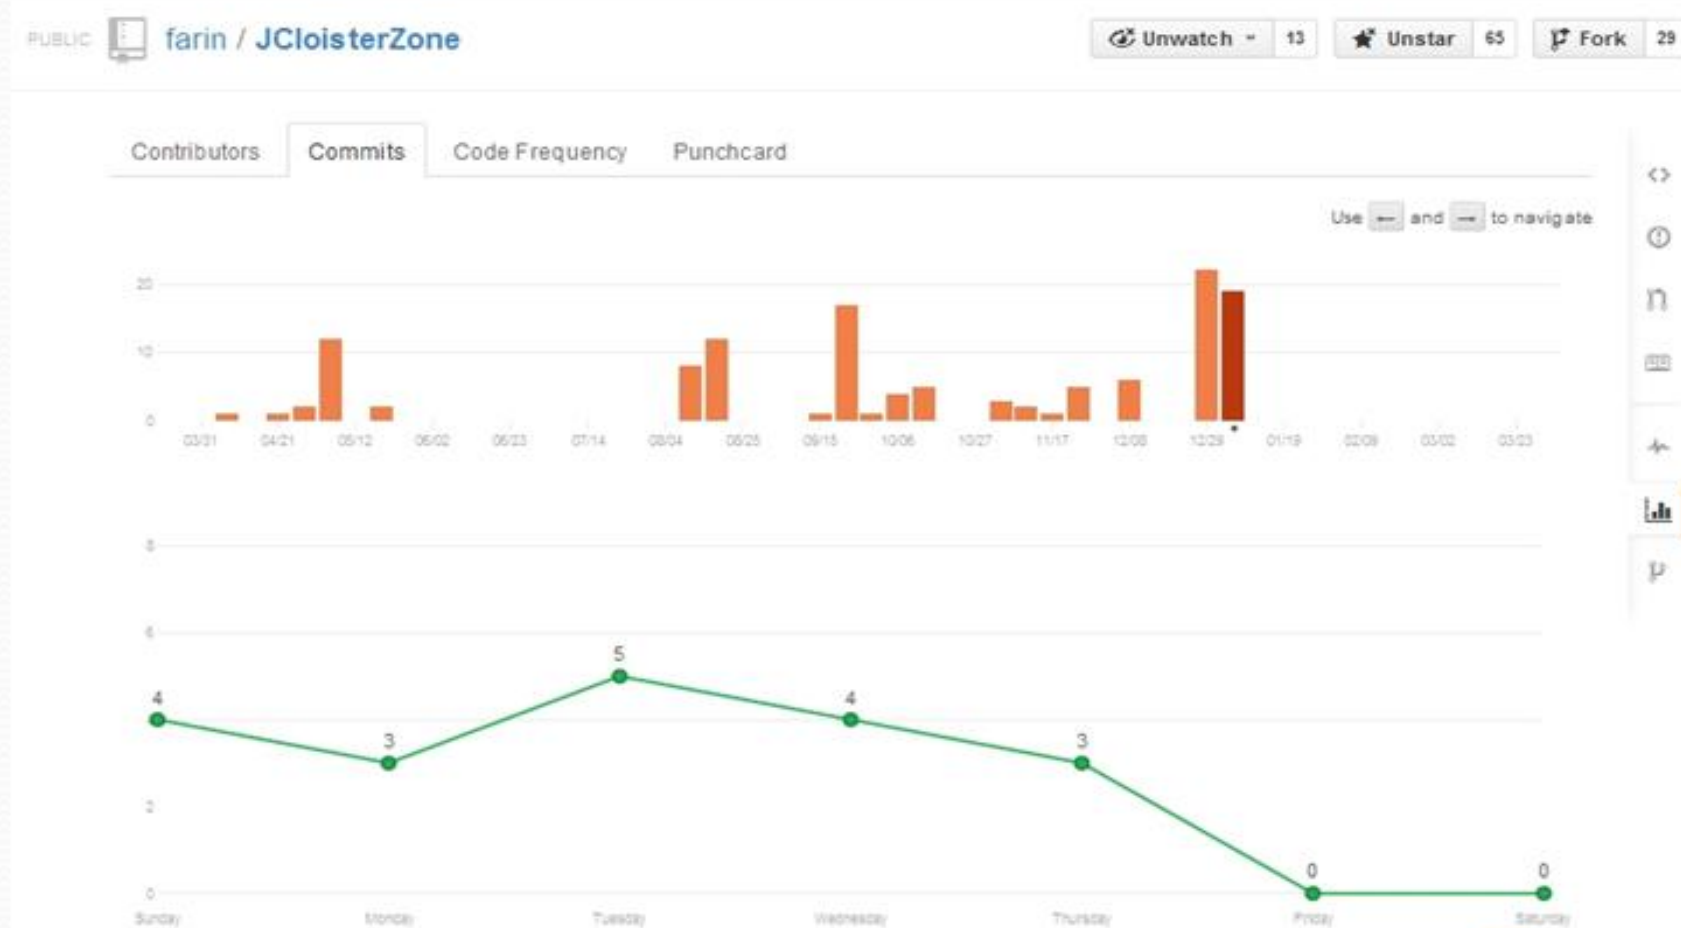 PUBLIC farin / JCloisterZone Unwatch 13 Unstar 65 Fork 29
Contributors Commits Code Frequency Punchcard
Use ← and → to navigate
20
10
0
03/31 04/21 05/12 06/02 06/23 07/14 08/04 08/25 09/15 10/06 10/27 11/17 12/08 12/29 01/19 02/09 03/02 03/23
8
6
5
4 4
3 3
2
0 0
0
Sunday Monday Tuesday Wednesday Thursday Friday Saturday